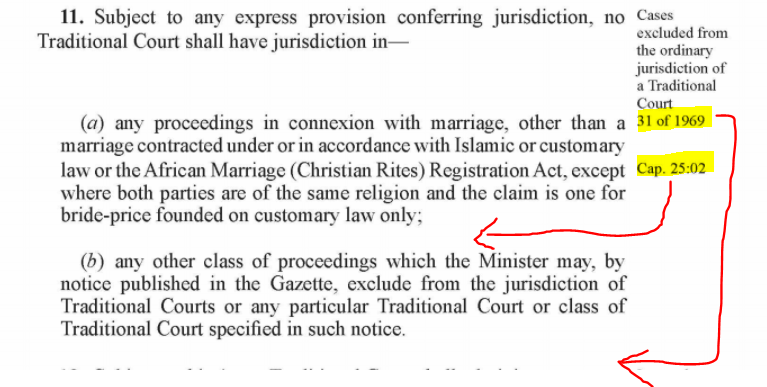 11. Subject to any express provision conferring jurisdiction, no
Traditional Court shall have jurisdiction in—
Cases
excluded from
the ordinary
jurisdiction of
a Traditional
Court
31 of 1969
(a) any proceedings in connexion with marriage, other than a
marriage contracted under or in accordance with Islamic or customary
law or the African Marriage (Christian Rites) Registration Act, except
where both parties are of the same religion and the claim is one for
bride-price founded on customary law only;
Cap. 25:02
(b) any other class of proceedings which the Minister may, by
notice published in the Gazette, exclude from the jurisdiction of
Traditional Courts or any particular Traditional Court or class of
Traditional Court specified in such notice.